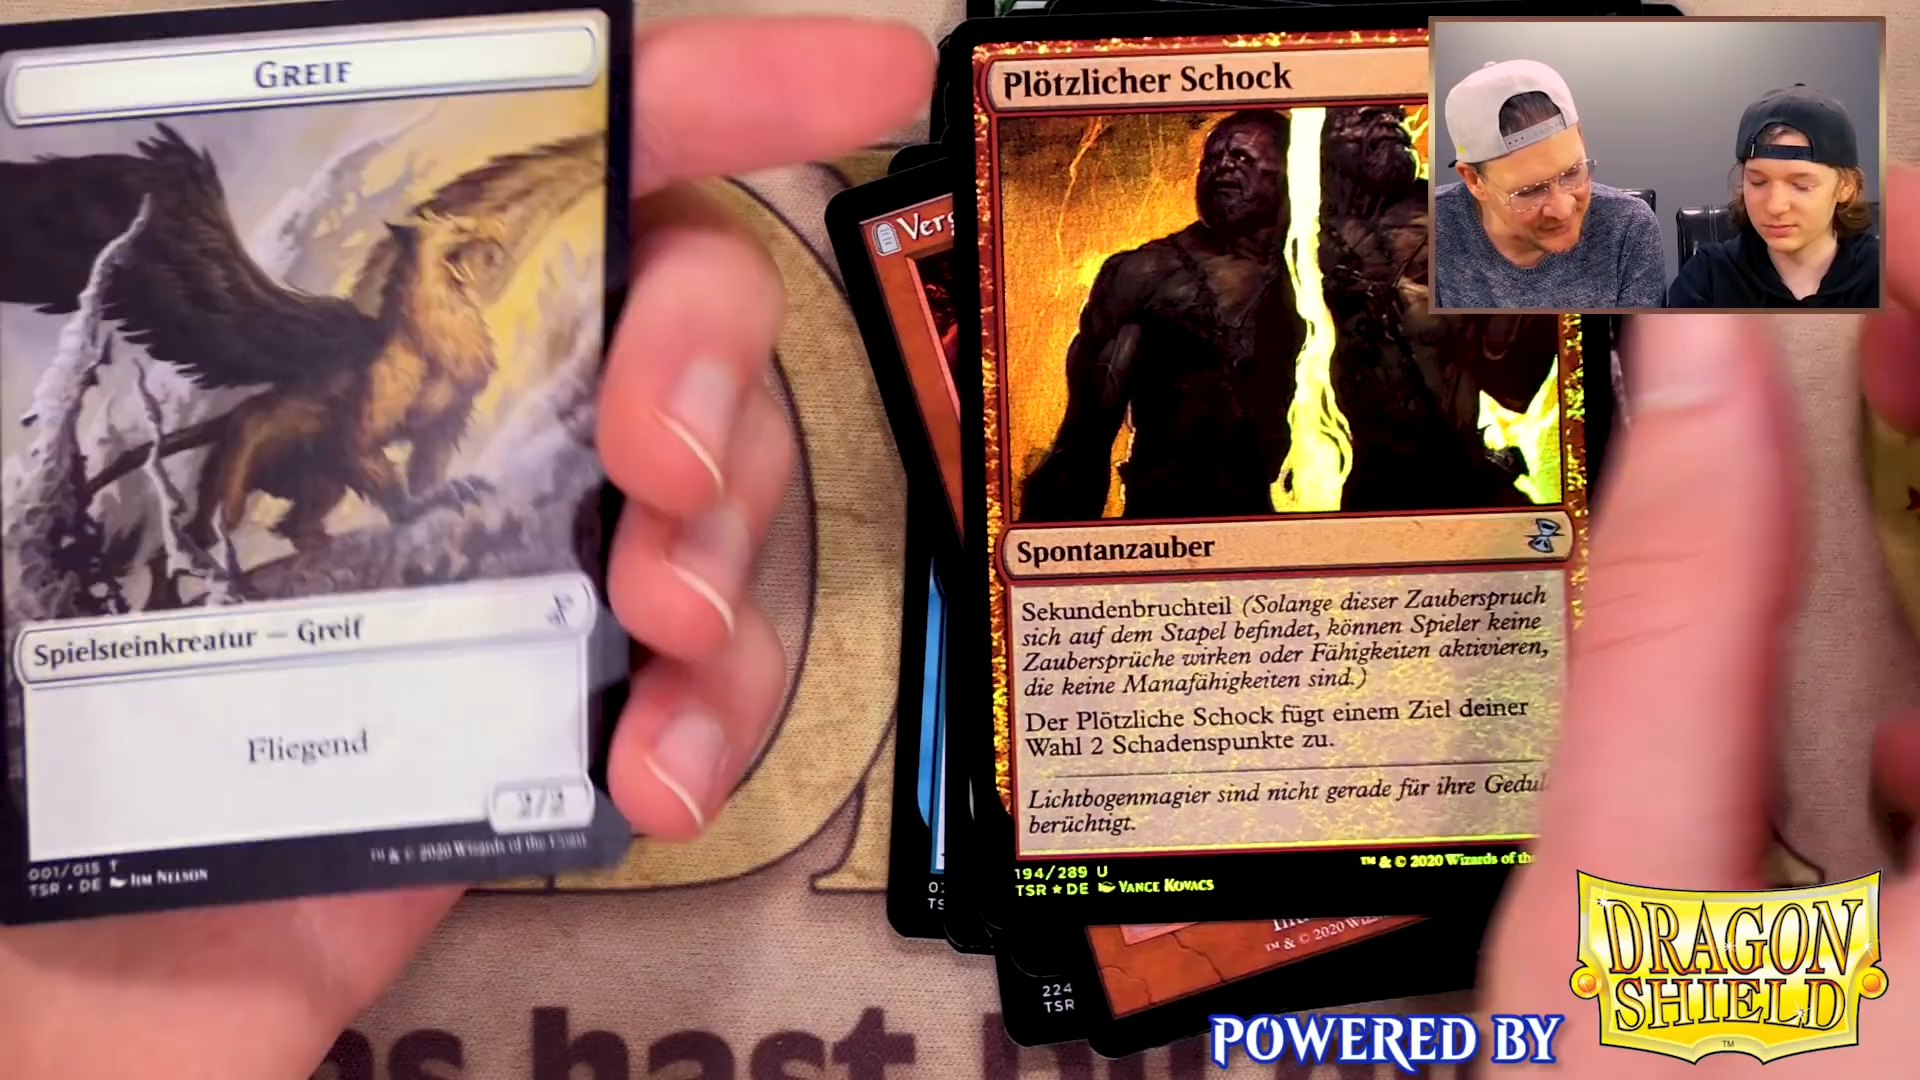 GREIF
Spielsteinkreatur — Greif
Fliegend
2/2
001/015 T
TSR • DE JIM NELSON
™ & © 2020 Wizards of the Coast
Ver
Plötzlicher Schock
Spontanzauber
Sekundenbruchteil (Solange dieser Zauberspruch
sich auf dem Stapel befindet, können Spieler keine
Zaubersprüche wirken oder Fähigkeiten aktivieren,
die keine Manafähigkeiten sind.)
Der Plötzliche Schock fügt einem Ziel deiner
Wahl 2 Schadenspunkte zu.
Lichtbogenmagier sind nicht gerade für ihre Gedul
berüchtigt.
194/289 U
TSR ★ DE VANCE KOVACS
™ & © 2020 Wizards of th
™ & © 2020 Wiz
224
TSR
hast
POWERED BY
DRAGON
SHIELD
™